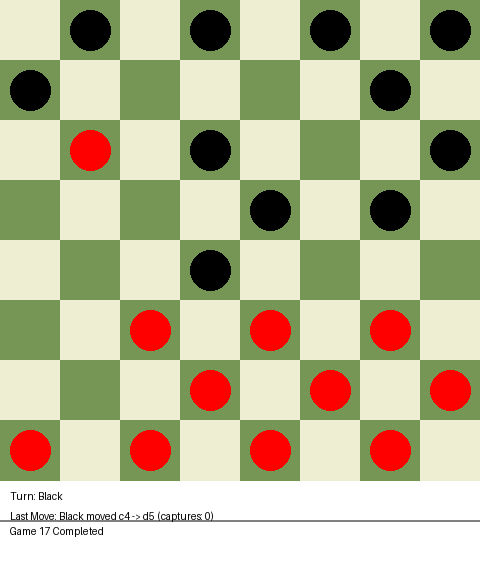 Turn: Black
Last Move: Black moved c4 -> d5 (captures: 0)
Game 17 Completed